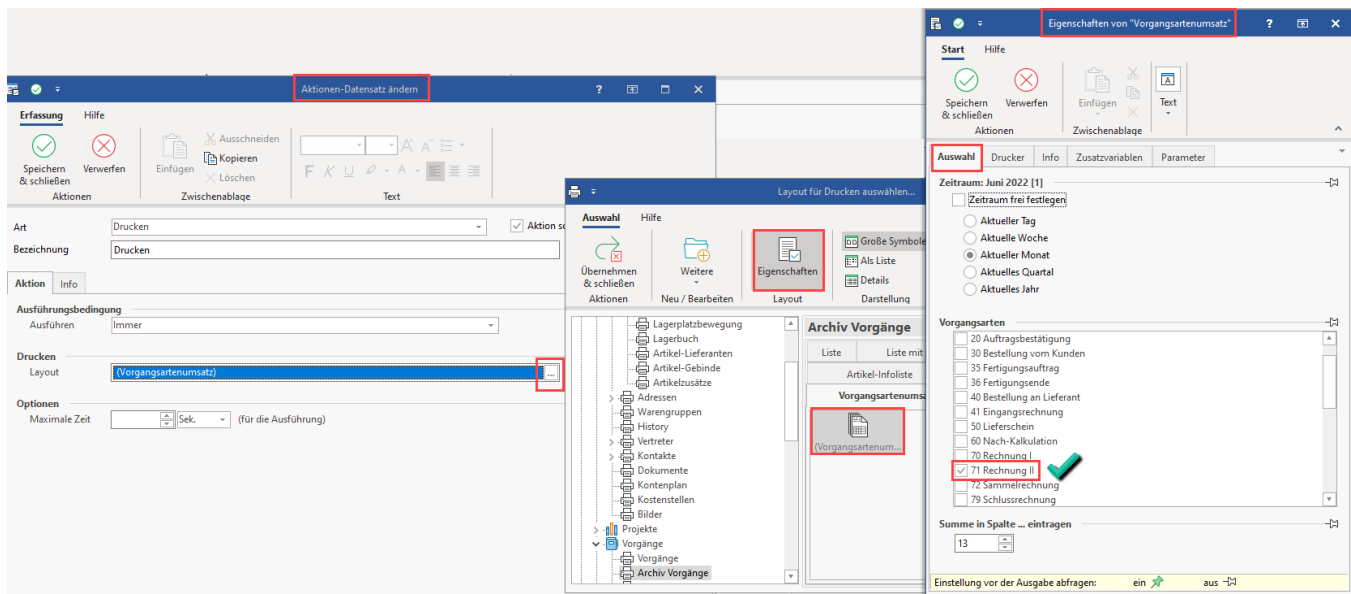 Aktionen-Datensatz ändern
?
Erfassung Hilfe
Speichern & schließen
Verwerfen
Aktionen
Einfügen
Ausschneiden
Kopieren
Löschen
Zwischenablage
F K U A
Text
Art Drucken
Bezeichnung Drucken
Aktion Info
Ausführungsbedingung
Ausführen Immer
Drucken
Layout (Vorgangsartenumsatz) ...
Optionen
Maximale Zeit Sek. (für die Ausführung)
Layout für Drucken auswählen...
Auswahl Hilfe
Übernehmen & schließen
Aktionen
Weitere
Neu / Bearbeiten
Eigenschaften
Layout
Große Symbole
Als Liste
Details
Darstellung
Lagerplatzbewegung
Lagerbuch
Artikel-Lieferanten
Artikel-Gebinde
Artikelzusätze
Adressen
Warengruppen
History
Vertreter
Kontakte
Dokumente
Kontenplan
Kostenstellen
Bilder
Projekte
Vorgänge
Vorgänge
Archiv Vorgänge
Archiv Vorgänge
Liste Liste mit
Artikel-Infoliste
(Vorgangsartenum...
Eigenschaften von "Vorgangsartenumsatz"
?
Start Hilfe
Speichern & schließen
Verwerfen
Aktionen
Einfügen
Zwischenablage
A
Text
Auswahl Drucker Info Zusatzvariablen Parameter
Zeitraum: Juni 2022 [1]
Zeitraum frei festlegen
Aktueller Tag
Aktuelle Woche
Aktueller Monat
Aktuelles Quartal
Aktuelles Jahr
Vorgangsarten
20 Auftragsbestätigung
30 Bestellung vom Kunden
35 Fertigungsauftrag
36 Fertigungsende
40 Bestellung an Lieferant
41 Eingangsrechnung
50 Lieferschein
60 Nach-Kalkulation
70 Rechnung I
71 Rechnung II
72 Sammelrechnung
79 Schlussrechnung
Summe in Spalte ... eintragen
13
Einstellung vor der Ausgabe abfragen: ein aus